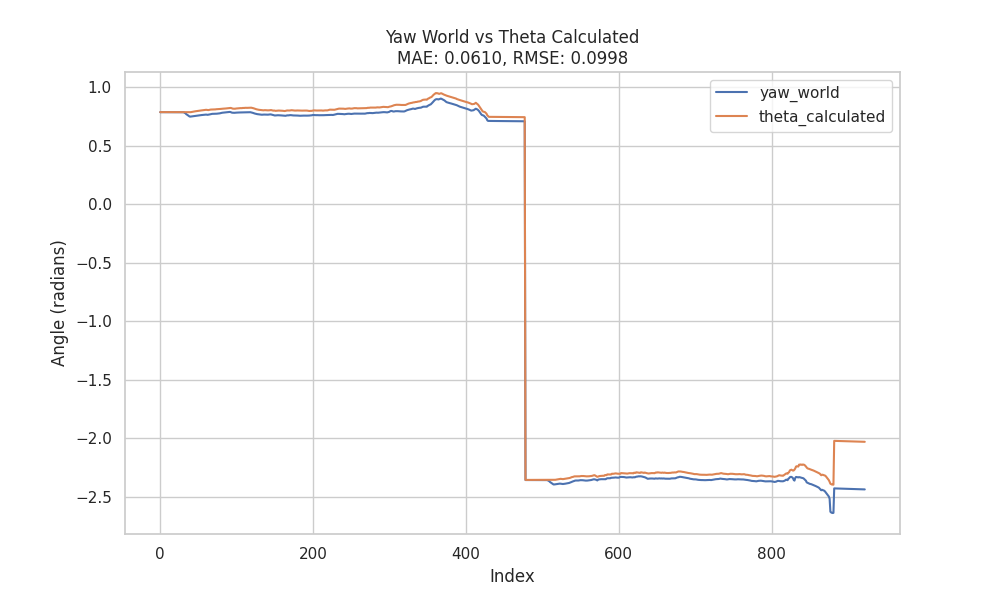 Yaw World vs Theta Calculated
MAE: 0.0610, RMSE: 0.0998
yaw_world
theta_calculated
Angle (radians)
1.0
0.5
0.0
−0.5
−1.0
−1.5
−2.0
−2.5
0 200 400 600 800
Index